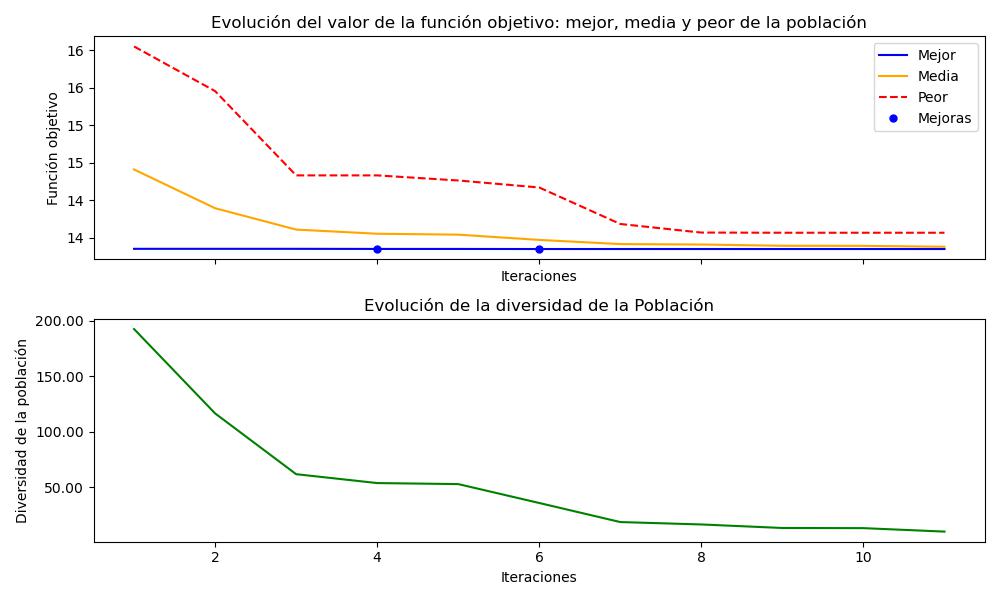 Evolución del valor de la función objetivo: mejor, media y peor de la población
16
16
15
15
14
14
Función objetivo
Mejor
Media
Peor
Mejoras
Iteraciones
Evolución de la diversidad de la Población
200.00
150.00
100.00
50.00
Diversidad de la población
2
4
6
8
10
Iteraciones